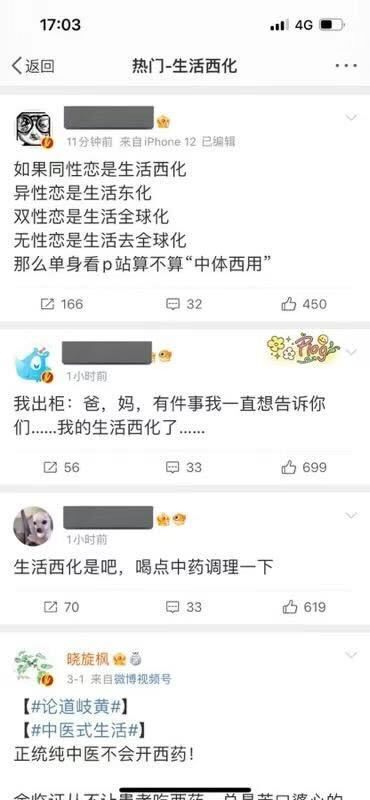 17:03
4G
返回
热门-生活西化
11分钟前 来自iPhone 12 已编辑
如果同性恋是生活西化
异性恋是生活东化
双性恋是生活全球化
无性恋是生活去全球化
那么单身看p站算不算“中体西用”
166
32
450
Plog
1小时前
我出柜：爸，妈，有件事我一直想告诉你
们……我的生活西化了……
56
33
699
1小时前
生活西化是吧，喝点中药调理一下
70
33
619
晓旋枫
3-1 来自微博视频号
【#论道岐黄#】
【#中医式生活#】
正统纯中医不会开西药！